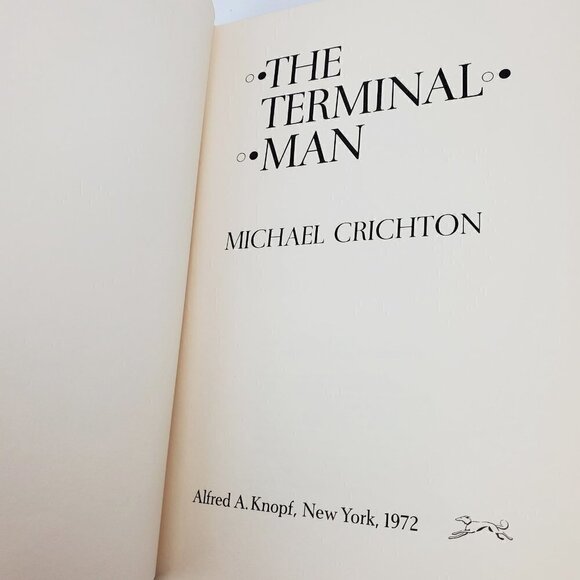 THE
TERMINAL
MAN
MICHAEL CRICHTON
Alfred A. Knopf, New York, 1972